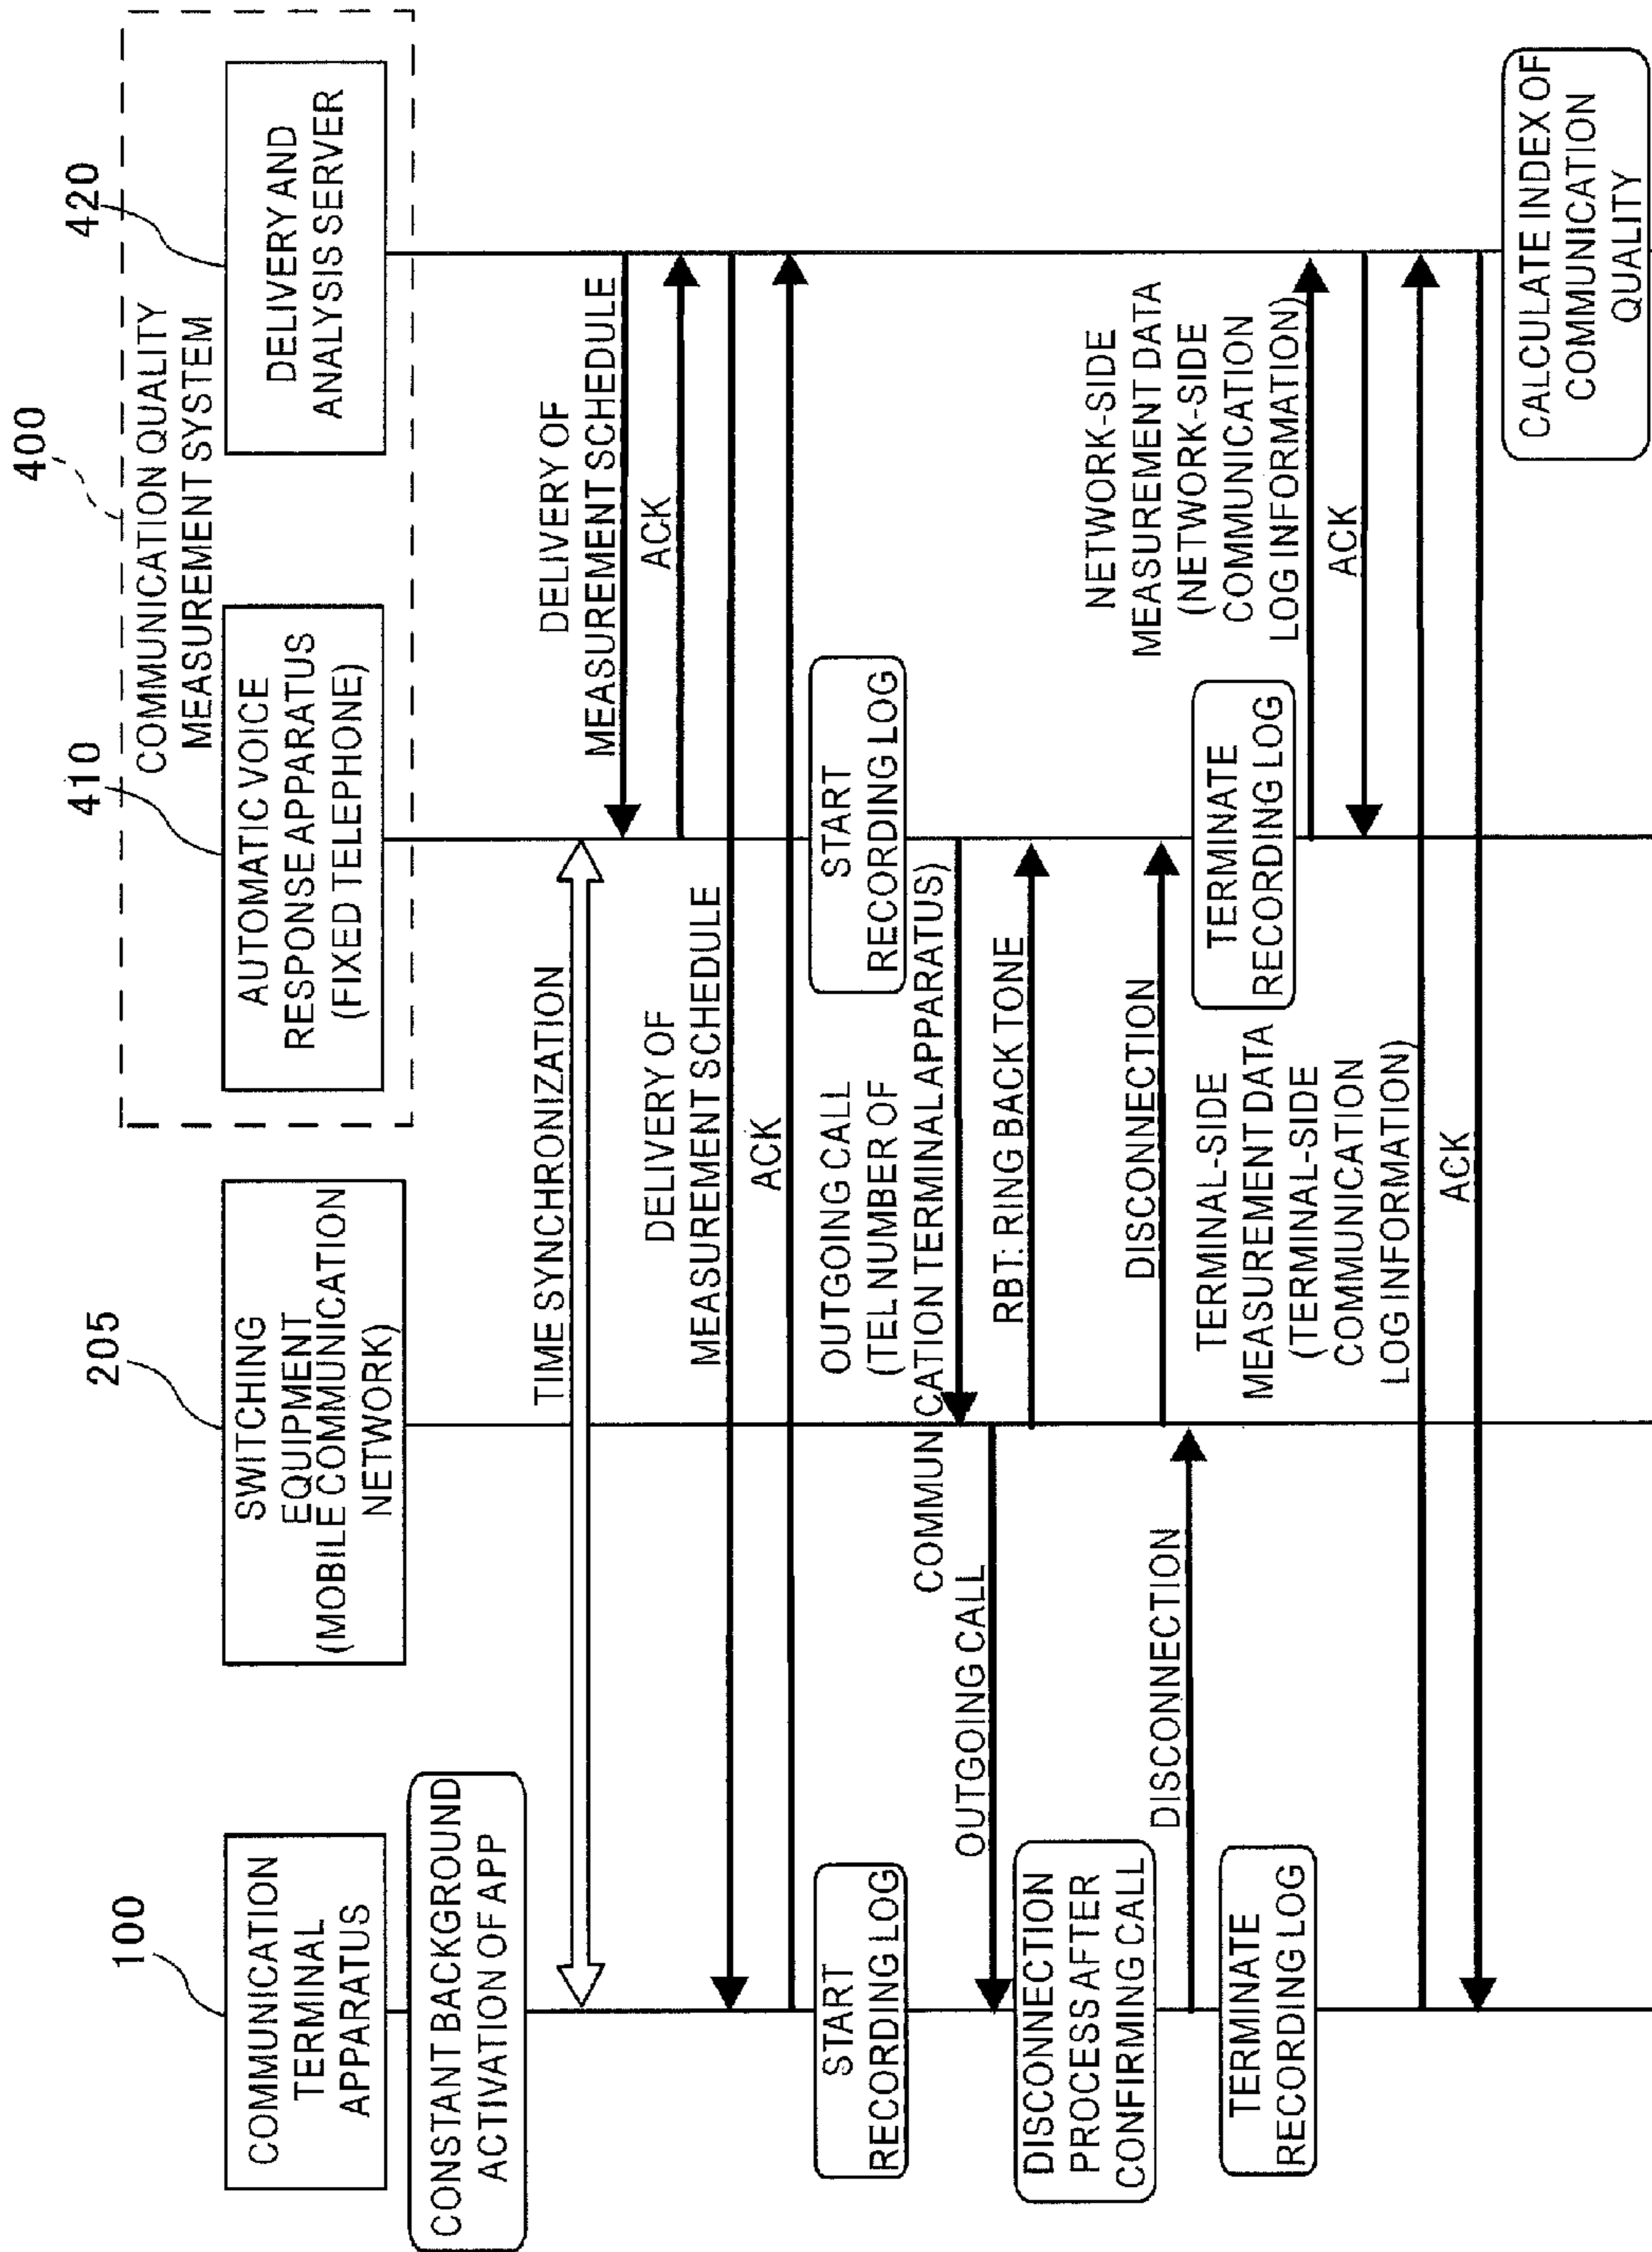 400
COMMUNICATION QUALITY
MEASUREMENT SYSTEM
100
COMMUNICATION
TERMINAL
APPARATUS
205
SWITCHING
EQUIPMENT
(MOBILE COMMUNICATION
NETWORK)
410
AUTOMATIC VOICE
RESPONSE APPARATUS
(FIXED TELEPHONE)
420
DELIVERY AND
ANALYSIS SERVER
CONSTANT BACKGROUND
ACTIVATION OF APP
TIME SYNCHRONIZATION
DELIVERY OF
MEASUREMENT SCHEDULE
ACK
DELIVERY OF
MEASUREMENT SCHEDULE
ACK
START
RECORDING LOG
START
RECORDING LOG
OUTGOING CALL
(TEL NUMBER OF
COMMUNICATION TERMINAL APPARATUS)
OUTGOING CALL
RBT: RING BACK TONE
DISCONNECTION
PROCESS AFTER
CONFIRMING CALL
DISCONNECTION
DISCONNECTION
TERMINATE
RECORDING LOG
TERMINATE
RECORDING LOG
NETWORK-SIDE
MEASUREMENT DATA
(NETWORK-SIDE
COMMUNICATION
LOG INFORMATION)
ACK
TERMINAL-SIDE
MEASUREMENT DATA
(TERMINAL-SIDE
COMMUNICATION
LOG INFORMATION)
ACK
CALCULATE INDEX OF
COMMUNICATION
QUALITY